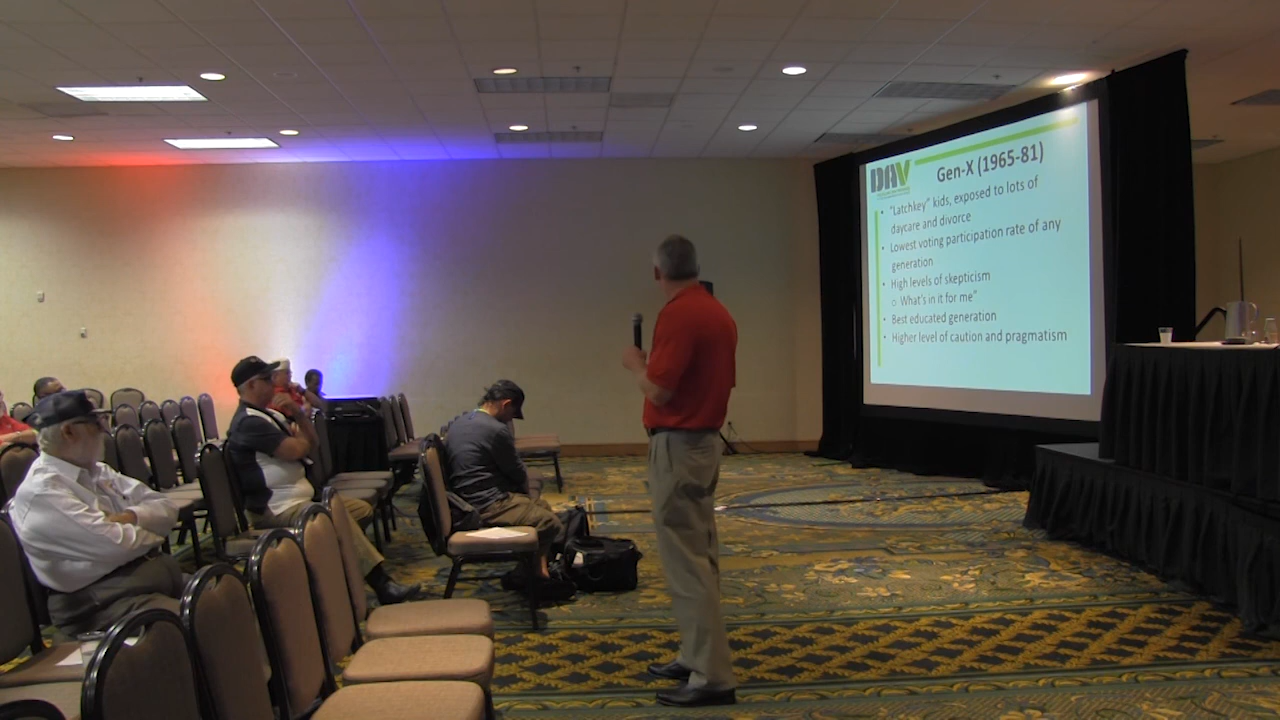 DAV
Gen-X (1965-81)
• "Latchkey" kids, exposed to lots of
daycare and divorce
• Lowest voting participation rate of any
generation
• High levels of skepticism
o What's in it for me"
• Best educated generation
• Higher level of caution and pragmatism